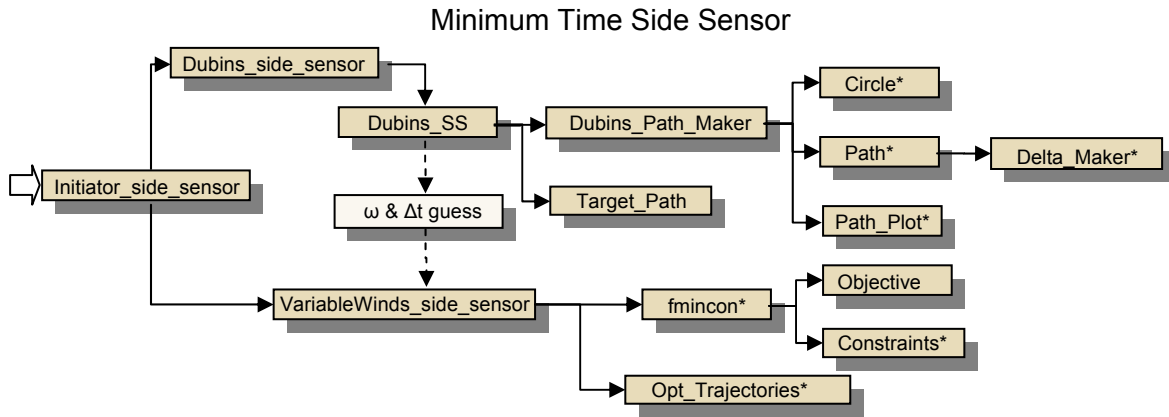 Minimum Time Side Sensor
Dubins_side_sensor
Circle*
Dubins_SS
Dubins_Path_Maker
Path*
Delta_Maker*
Initiator_side_sensor
Target_Path
ω & Δt guess
Path_Plot*
Objective
VariableWinds_side_sensor
fmincon*
Constraints*
Opt_Trajectories*